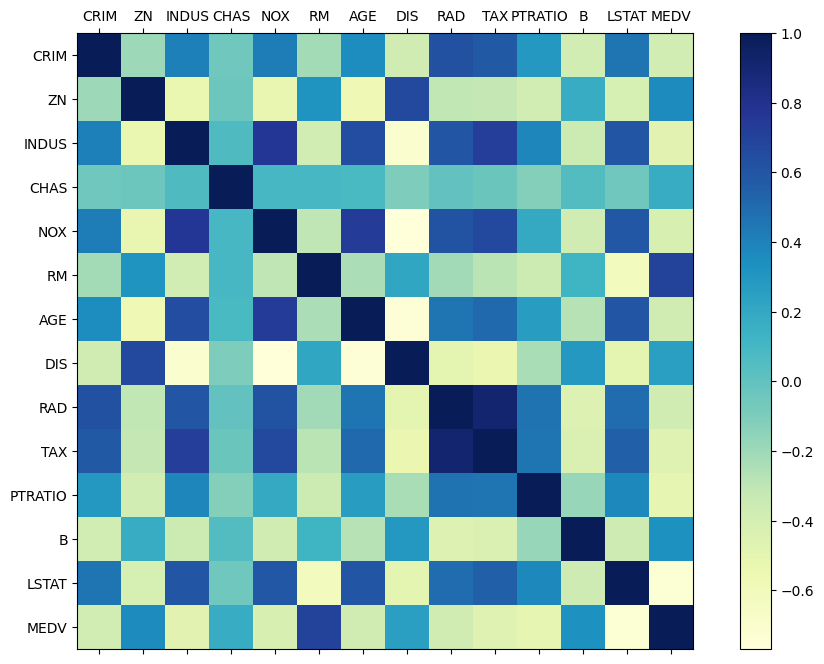 CRIM ZN INDUS CHAS NOX RM AGE DIS RAD TAX PTRATIO B LSTAT MEDV
CRIM
ZN
INDUS
CHAS
NOX
RM
AGE
DIS
RAD
TAX
PTRATIO
B
LSTAT
MEDV
1.0
0.8
0.6
0.4
0.2
0.0
−0.2
−0.4
−0.6